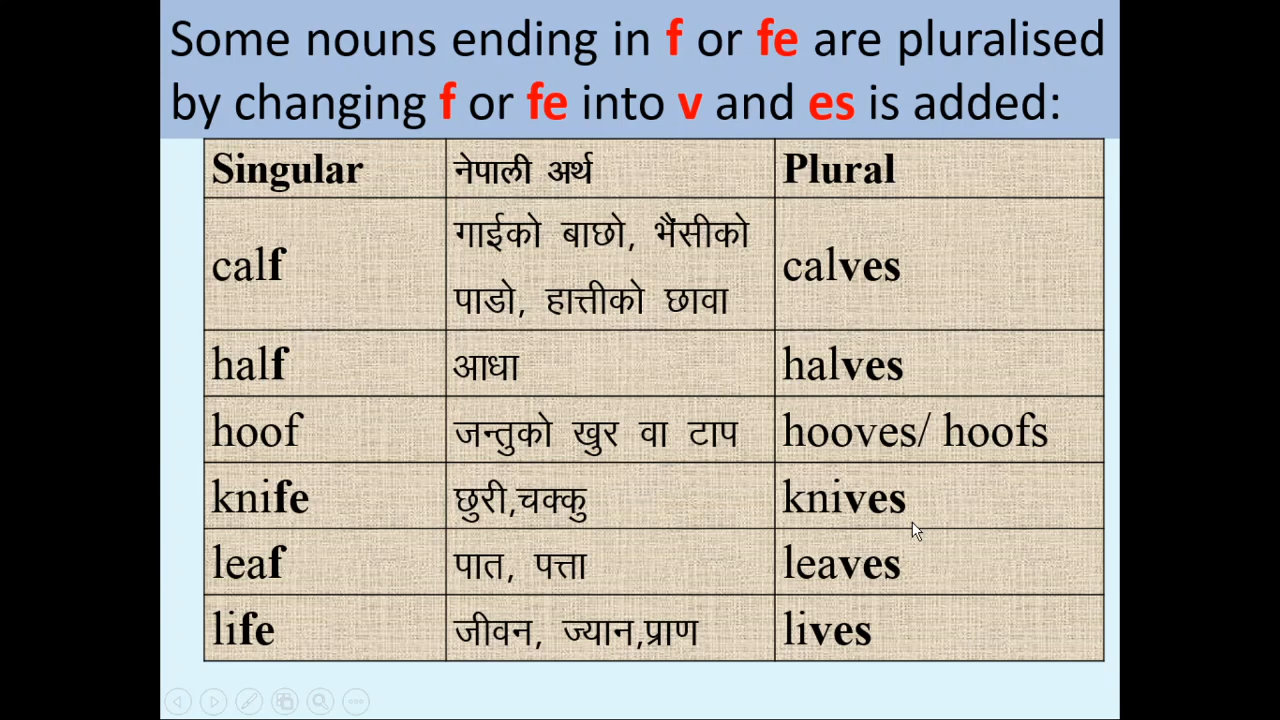 Some nouns ending in f or fe are pluralised
by changing f or fe into v and es is added:
Singular नेपाली अर्थ Plural
calf गाईको बाछो, भैंसीको पाडो, हात्तीको छावा calves
half आधा halves
hoof जन्तुको खुर वा टाप hooves/ hoofs
knife छुरी,चक्कु knives
leaf पात, पत्ता leaves
life जीवन, ज्यान,प्राण lives